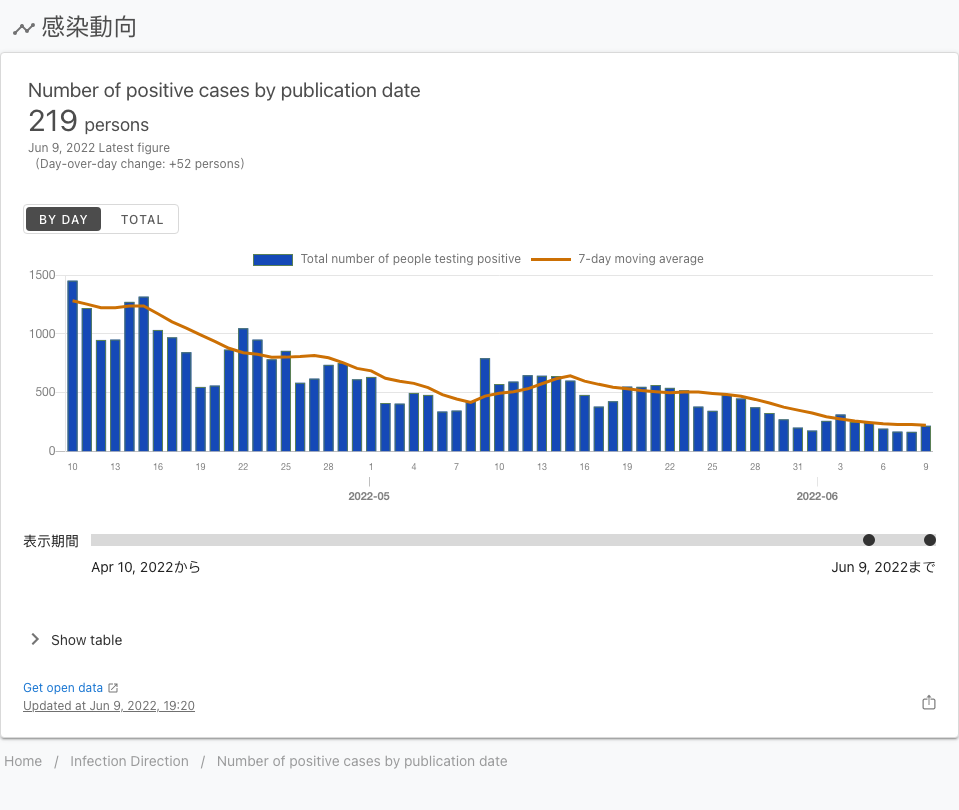 感染動向
Number of positive cases by publication date
219 persons
Jun 9, 2022 Latest figure
(Day-over-day change: +52 persons)
BY DAY TOTAL
Total number of people testing positive 7-day moving average
1500
1000
500
0
10 13 16 19 22 25 28 1 4 7 10 13 16 19 22 25 28 31 3 6 9
2022-05 2022-06
表示期間
Apr 10, 2022から Jun 9, 2022まで
Show table
Get open data
Updated at Jun 9, 2022, 19:20
Home / Infection Direction / Number of positive cases by publication date